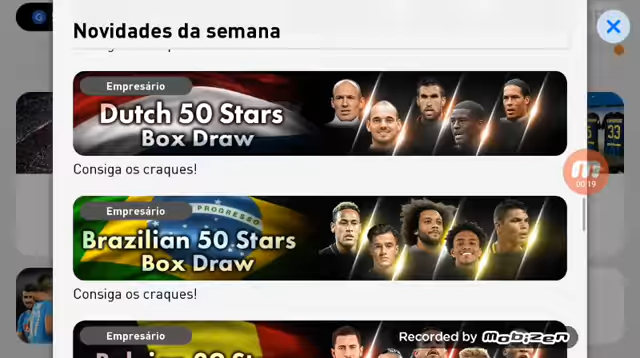 Novidades da semana
Empresário
Dutch 50 Stars
Box Draw
Consiga os craques!
00:19
Empresário
PROGRESSO
Brazilian 50 Stars
Box Draw
Consiga os craques!
Empresário
Recorded by MOBIZEN
33